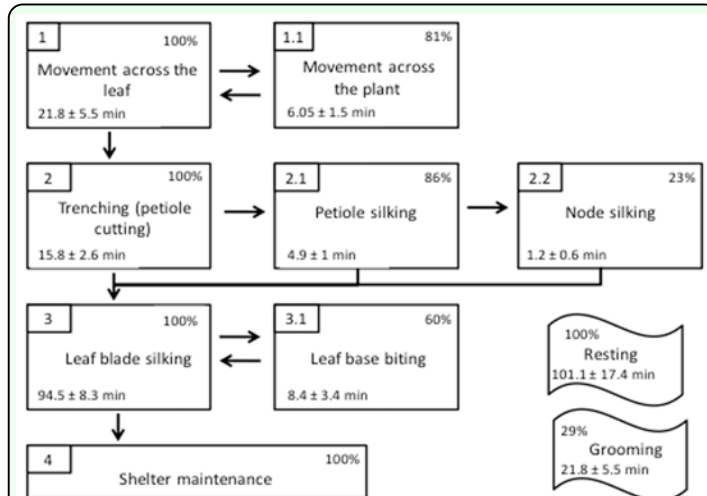 1
100%
Movement across the
leaf
21.8 ± 5.5 min
1.1
81%
Movement across
the plant
6.05 ± 1.5 min
2
100%
Trenching (petiole
cutting)
15.8 ± 2.6 min
2.1
86%
Petiole silking
4.9 ± 1 min
2.2
23%
Node silking
1.2 ± 0.6 min
3
100%
Leaf blade silking
94.5 ± 8.3 min
3.1
60%
Leaf base biting
8.4 ± 3.4 min
100%
Resting
101.1 ± 17.4 min
29%
Grooming
21.8 ± 5.5 min
4
100%
Shelter maintenance